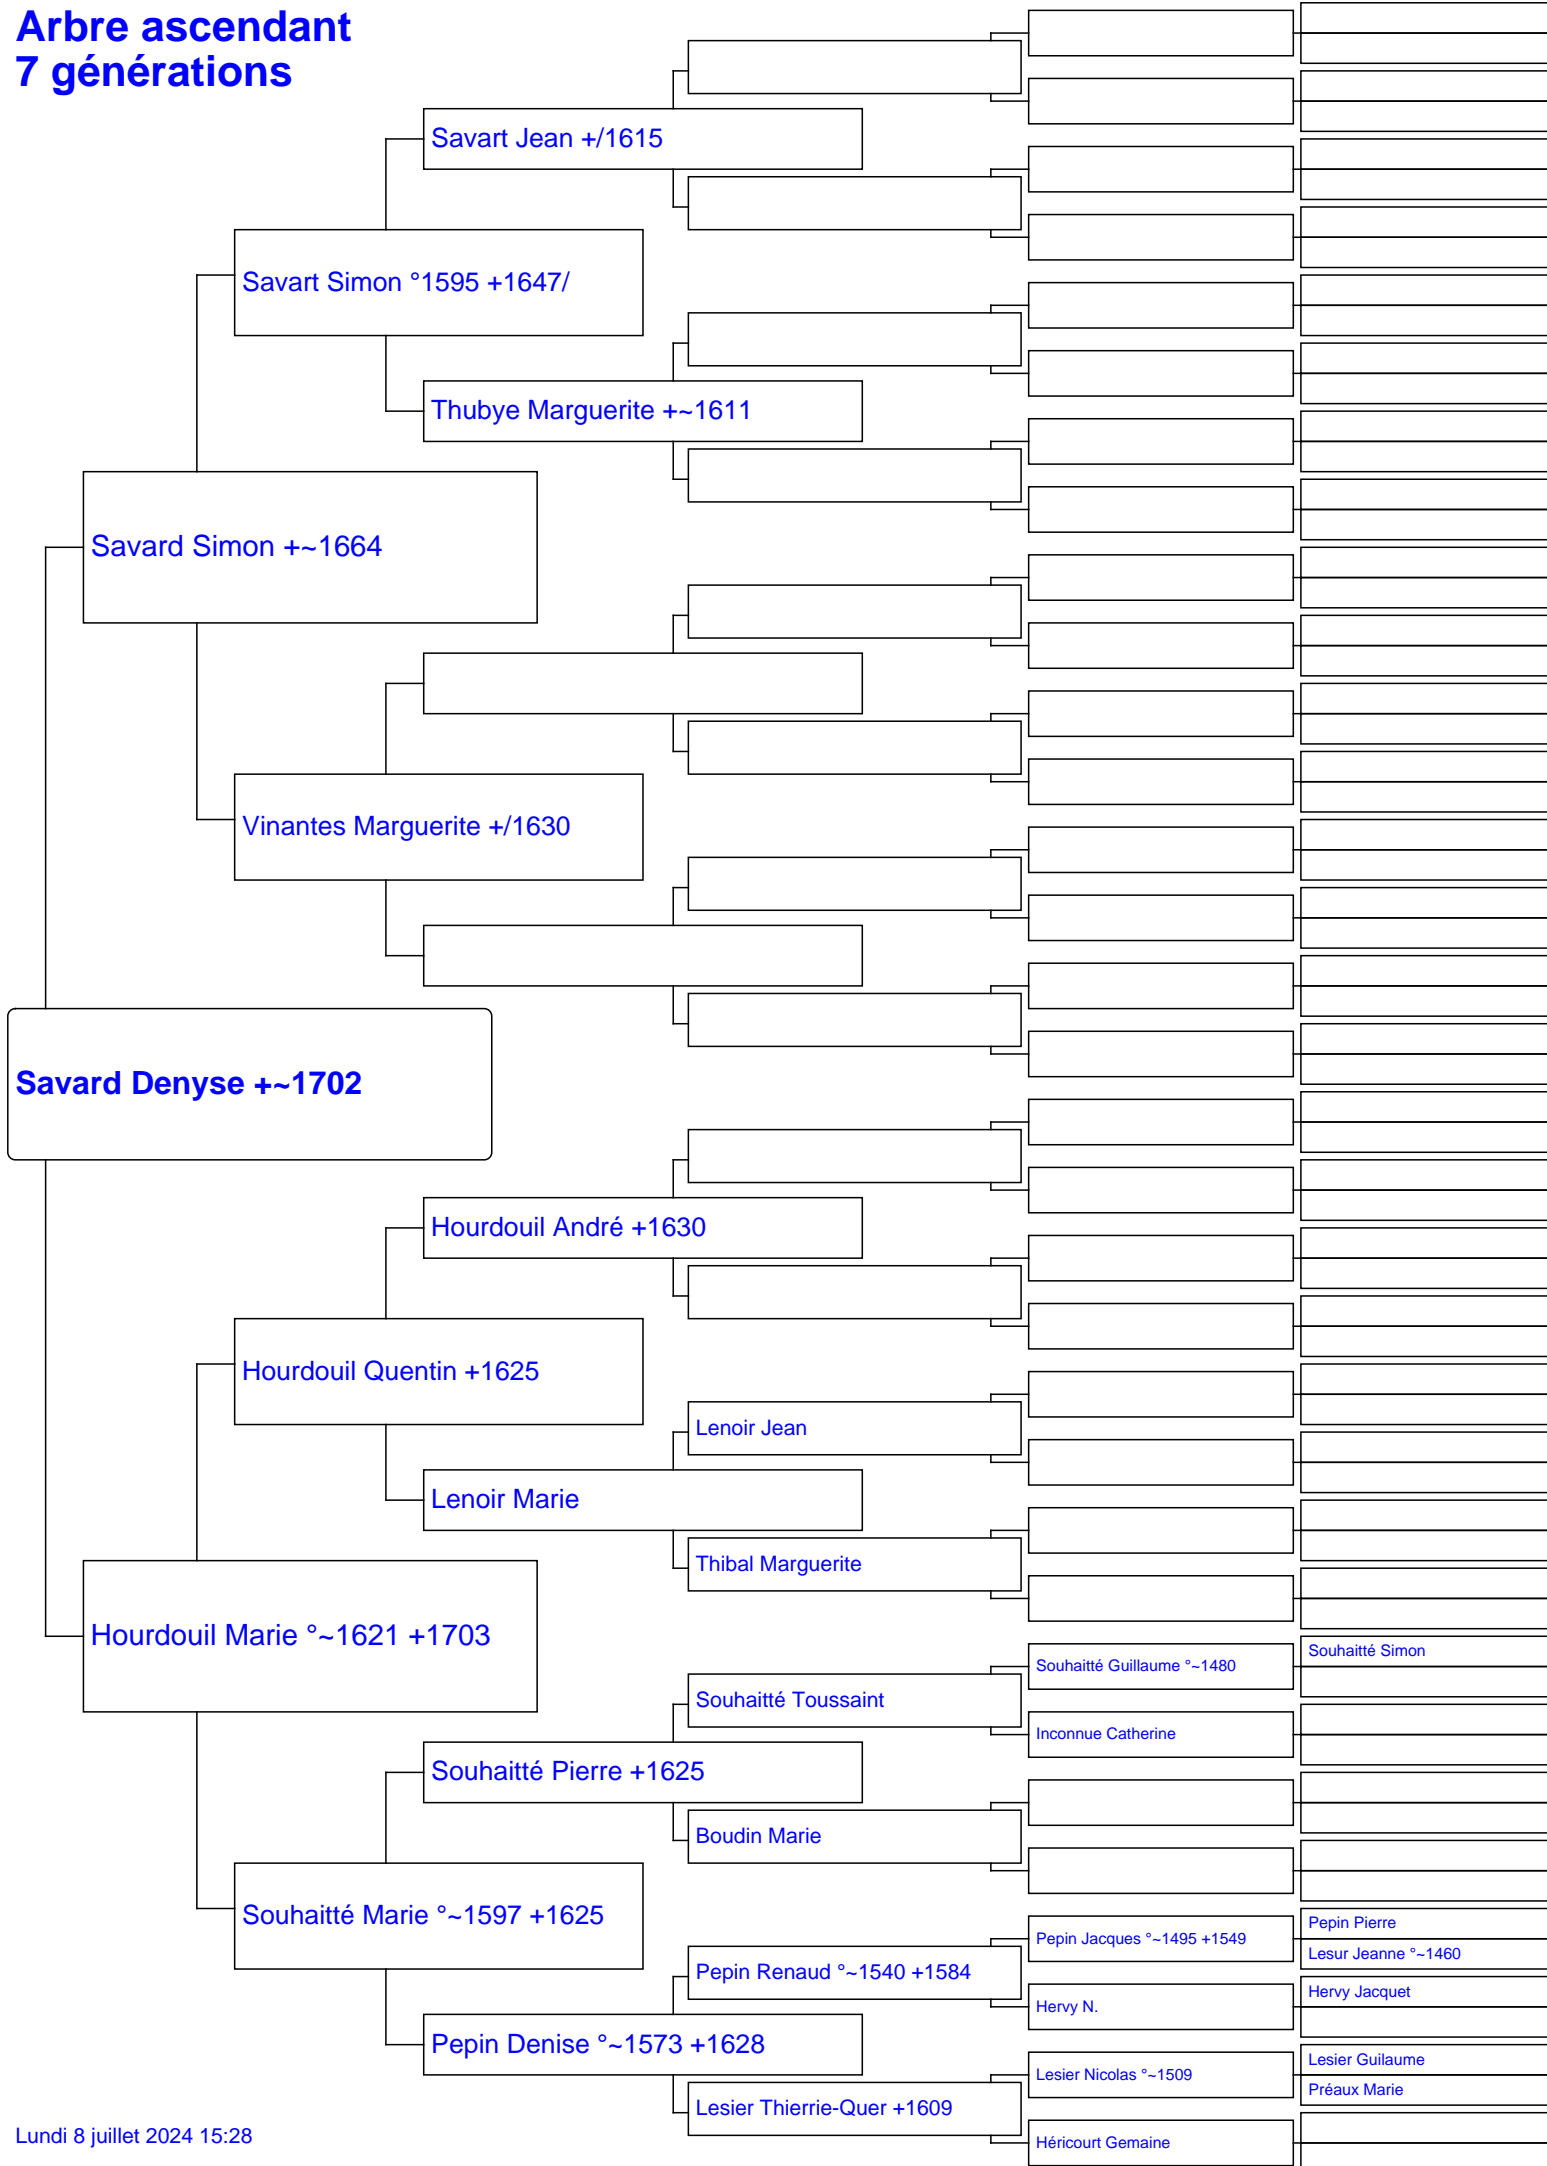 Arbre ascendant
7 générations
Savart Jean +/1615
Savart Simon °1595 +1647/
Thubye Marguerite +~1611
Savard Simon +~1664
Vinantes Marguerite +/1630
Savard Denyse +~1702
Hourdouil André +1630
Hourdouil Quentin +1625
Lenoir Jean
Lenoir Marie
Thibal Marguerite
Hourdouil Marie °~1621 +1703
Souhaitté Simon
Souhaitté Guillaume °~1480
Souhaitté Toussaint
Inconnue Catherine
Souhaitté Pierre +1625
Boudin Marie
Souhaitté Marie °~1597 +1625
Pepin Pierre
Pepin Jacques °~1495 +1549
Lesur Jeanne °~1460
Pepin Renaud °~1540 +1584
Hervy Jacquet
Hervy N.
Pepin Denise °~1573 +1628
Lesier Guilaume
Lesier Nicolas °~1509
Préaux Marie
Lesier Thierrie-Quer +1609
Héricourt Gemaine
Lundi 8 juillet 2024 15:28